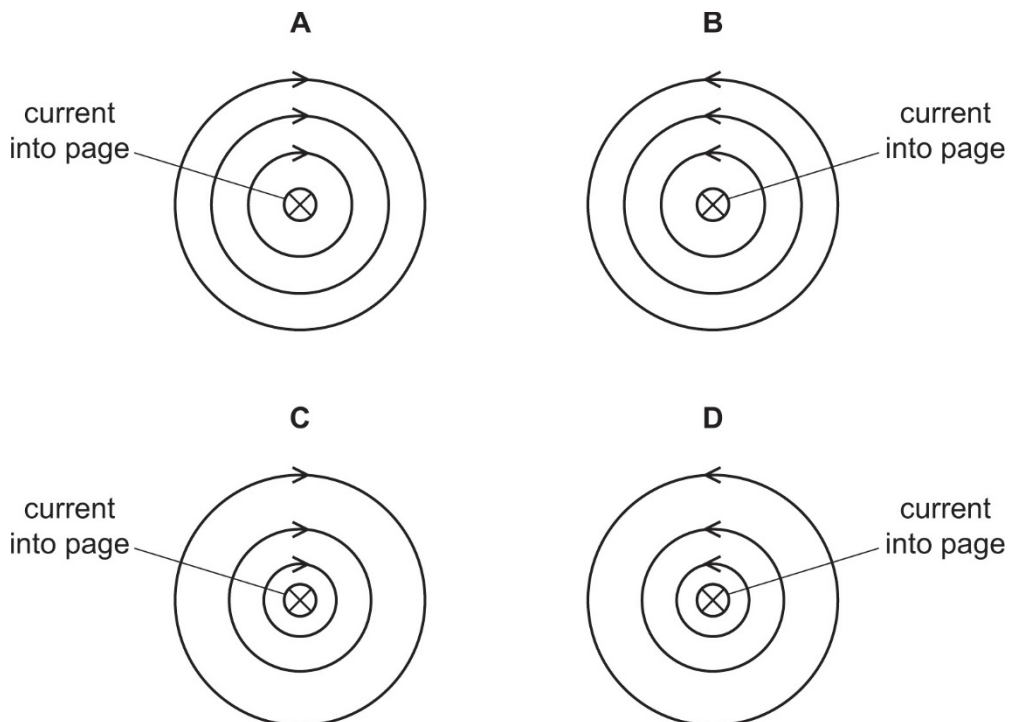 A
current
into page
B
current
into page
C
current
into page
D
current
into page